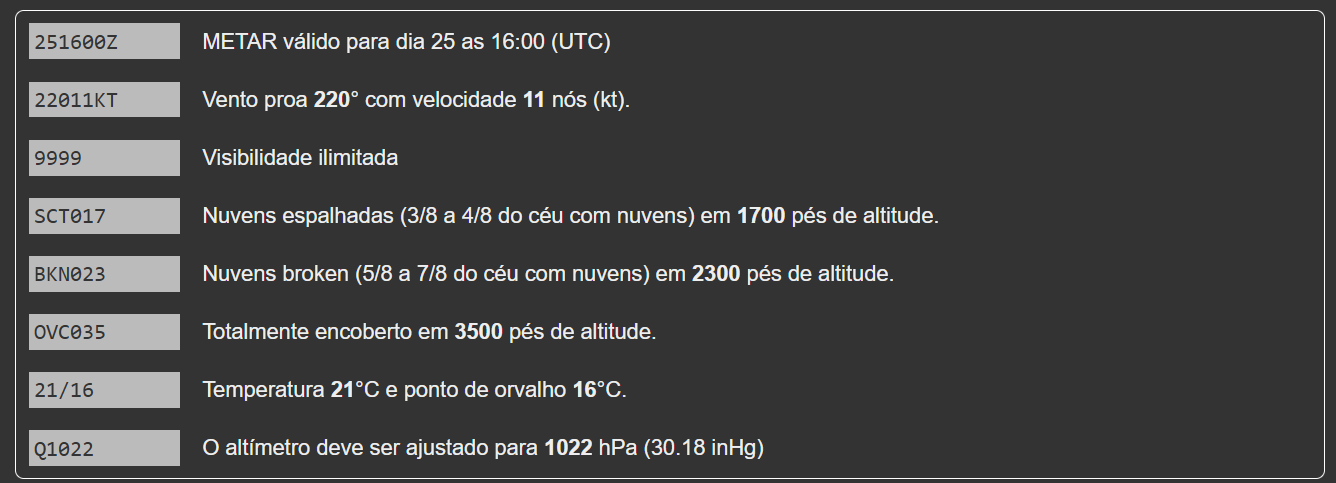 251600Z METAR válido para dia 25 as 16:00 (UTC)
22011KT Vento proa 220° com velocidade 11 nós (kt).
9999 Visibilidade ilimitada
SCT017 Nuvens espalhadas (3/8 a 4/8 do céu com nuvens) em 1700 pés de altitude.
BKN023 Nuvens broken (5/8 a 7/8 do céu com nuvens) em 2300 pés de altitude.
OVC035 Totalmente encoberto em 3500 pés de altitude.
21/16 Temperatura 21°C e ponto de orvalho 16°C.
Q1022 O altímetro deve ser ajustado para 1022 hPa (30.18 inHg)